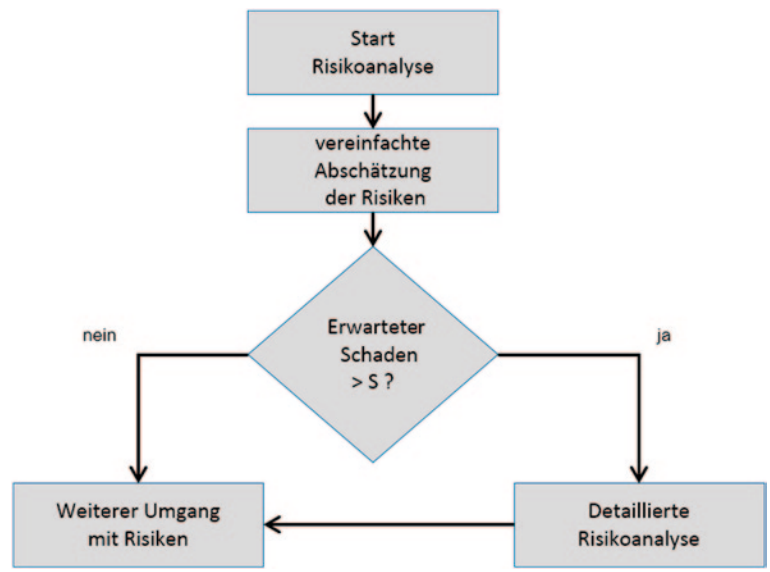 Start
Risikoanalyse
vereinfachte
Abschätzung
der Risiken
Erwarteter
Schaden
> S ?
nein
ja
Weiterer Umgang
mit Risiken
Detaillierte
Risikoanalyse